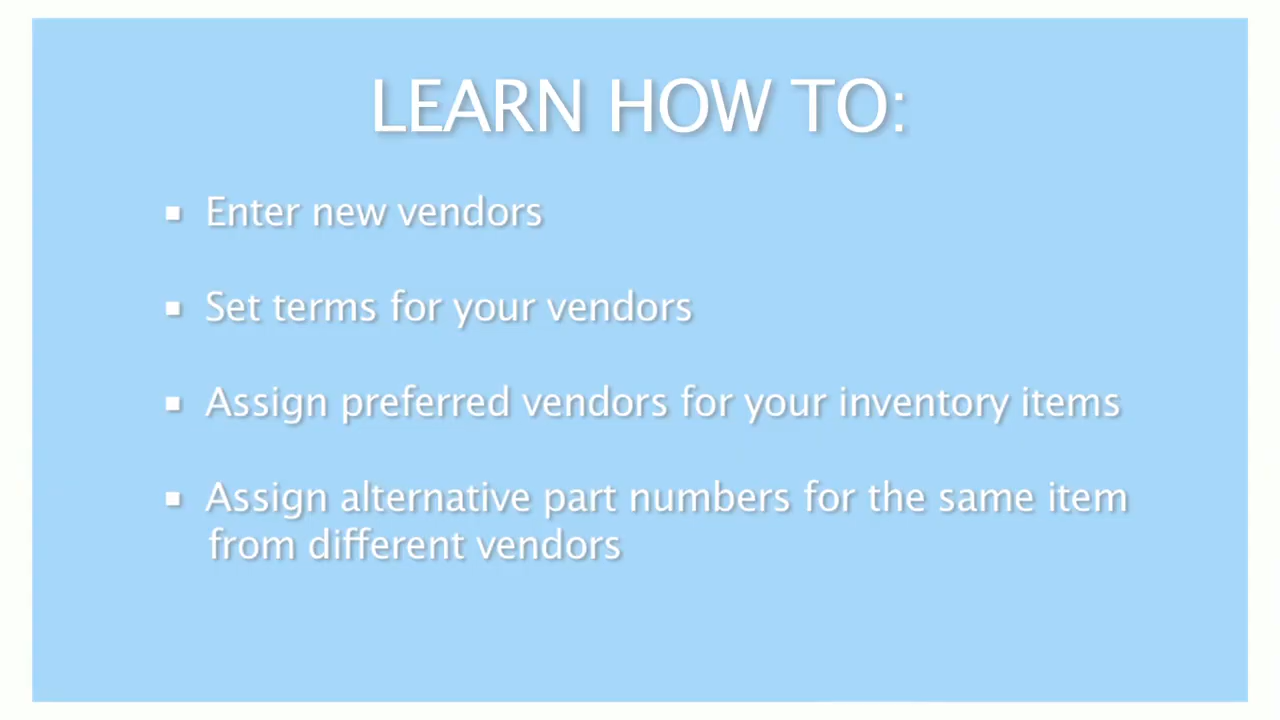 LEARN HOW TO:
▪ Enter new vendors
▪ Set terms for your vendors
▪ Assign preferred vendors for your inventory items
▪ Assign alternative part numbers for the same item
from different vendors